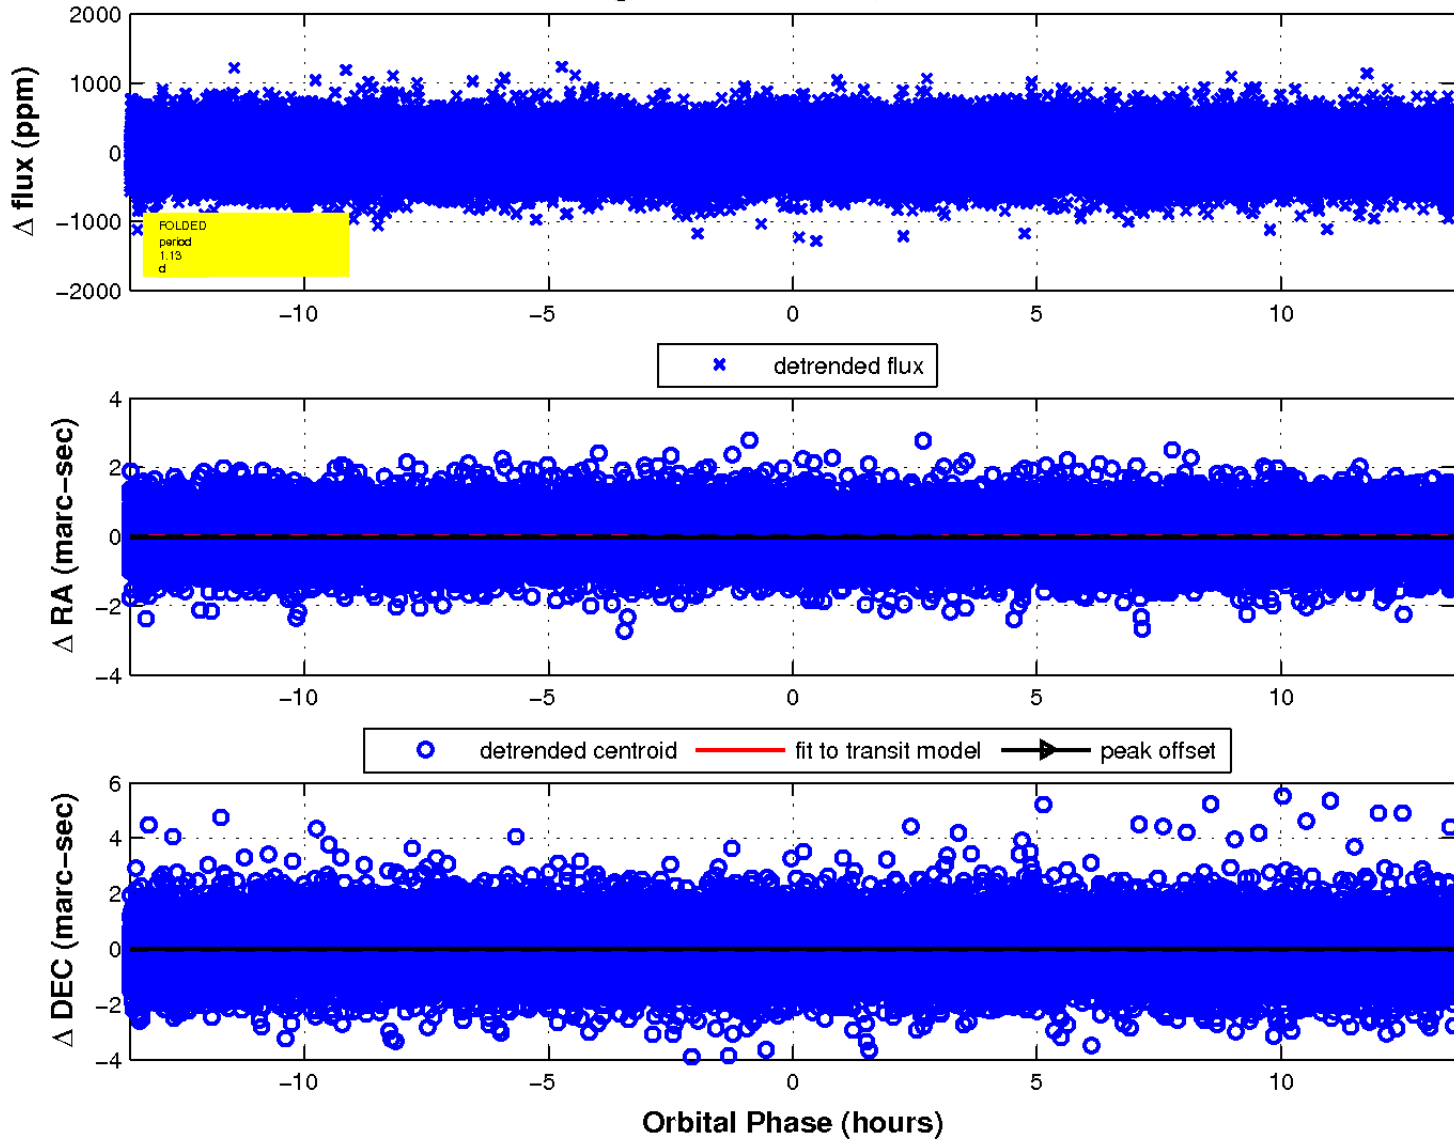 2000
1000
0
−1000
−2000
Δ flux (ppm)
FOLDED
period
1.13
d
−10
−5
0
5
10
detrended flux
4
2
0
−2
−4
Δ RA (marc−sec)
−10
−5
0
5
10
detrended centroid
fit to transit model
peak offset
6
4
2
0
−2
−4
Δ DEC (marc−sec)
−10
−5
0
5
10
Orbital Phase (hours)